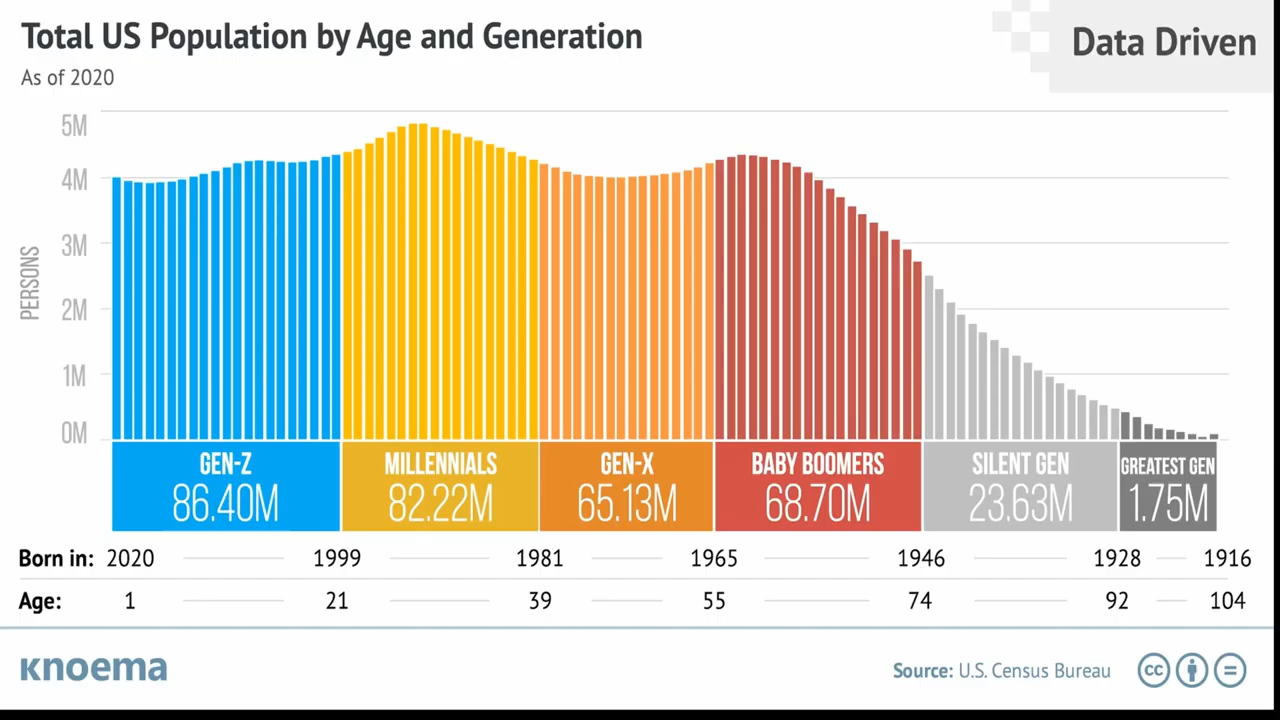 Total US Population by Age and Generation
Data Driven
As of 2020
PERSONS
5M
4M
3M
2M
1M
0M
GEN-Z MILLENNIALS GEN-X BABY BOOMERS SILENT GEN GREATEST GEN
86.40M 82.22M 65.13M 68.70M 23.63M 1.75M
Born in: 2020 1999 1981 1965 1946 1928 1916
Age: 1 21 39 55 74 92 104
knoema
Source: U.S. Census Bureau
cc